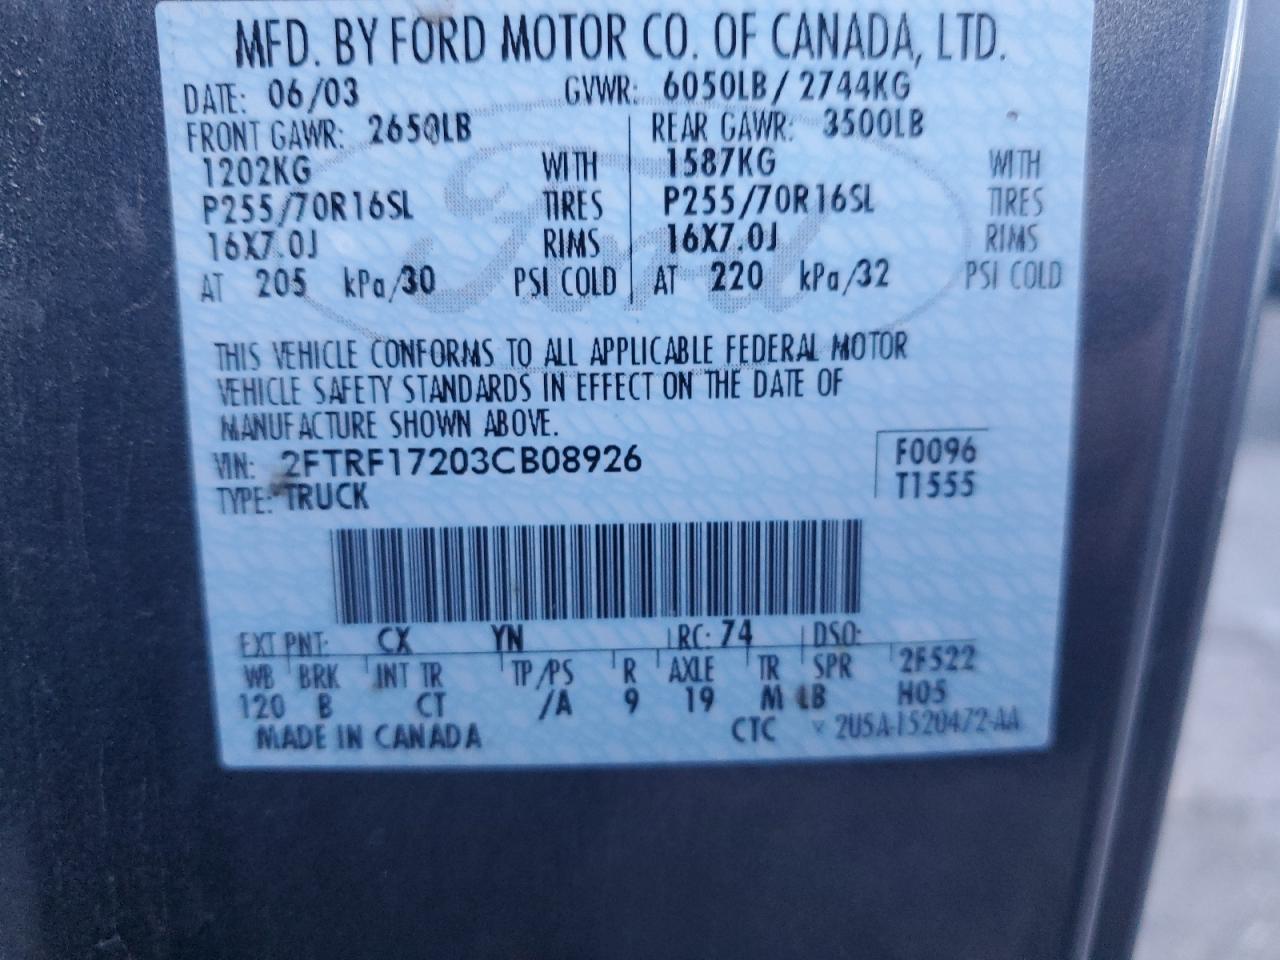 MFD. BY FORD MOTOR CO. OF CANADA, LTD.
DATE: 06/03 GVWR: 6050LB / 2744KG
FRONT GAWR: 2650LB REAR GAWR: 3500LB
1202KG WITH 1587KG WITH
P255/70R16SL TIRES P255/70R16SL TIRES
16X7.0J RIMS 16X7.0J RIMS
AT 205 kPa/30 PSI COLD AT 220 kPa/32 PSI COLD
Ford
THIS VEHICLE CONFORMS TO ALL APPLICABLE FEDERAL MOTOR
VEHICLE SAFETY STANDARDS IN EFFECT ON THE DATE OF
MANUFACTURE SHOWN ABOVE.
VIN: 2FTRF17203CB08926 F0096
TYPE: TRUCK T1555
EXT PNT: CX YN RC: 74 DSO:
WB BRK INT TR TP/PS R AXLE TR SPR 2F522
120 B CT /A 9 19 M LB H05
MADE IN CANADA CTC 2U5A-1520472-AA